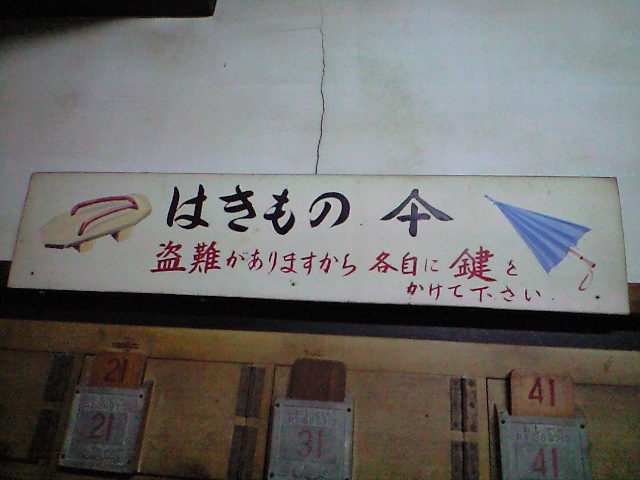 はきもの 仐
盗難がありますから 各自に 鍵を
かけて下さい.
21
21
31
41
41